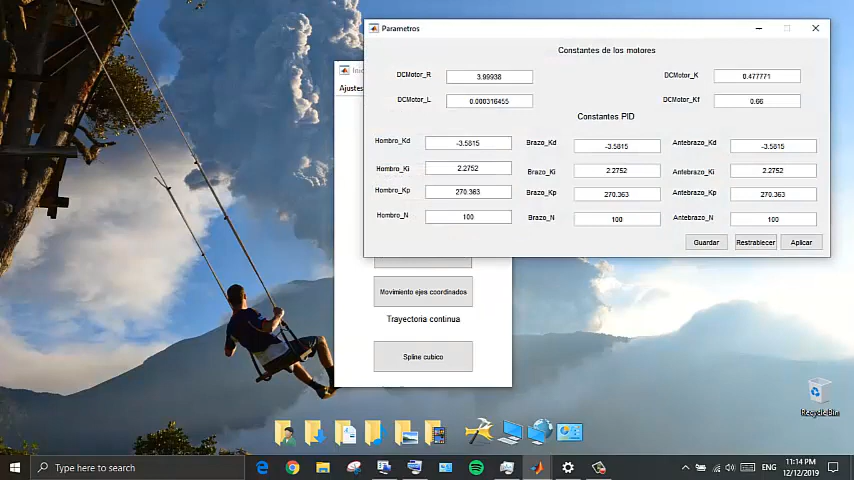 Parametros
Constantes de los motores
DCMotor_R 3.99938 DCMotor_K 0.477771
DCMotor_L 0.000316455 DCMotor_Kf 0.66
Constantes PID
Hombro_Kd -3.5815 Brazo_Kd -3.5815 Antebrazo_Kd -3.5815
Hombro_Ki 2.2752 Brazo_Ki 2.2752 Antebrazo_Ki 2.2752
Hombro_Kp 270.363 Brazo_Kp 270.363 Antebrazo_Kp 270.363
Hombro_N 100 Brazo_N 100 Antebrazo_N 100
Guardar Restrablecer Aplicar
Ajustes
Movimiento ejes coordinados
Trayectoria continua
Spline cubico
Recycle Bin
Type here to search
ENG
11:14 PM
12/12/2019